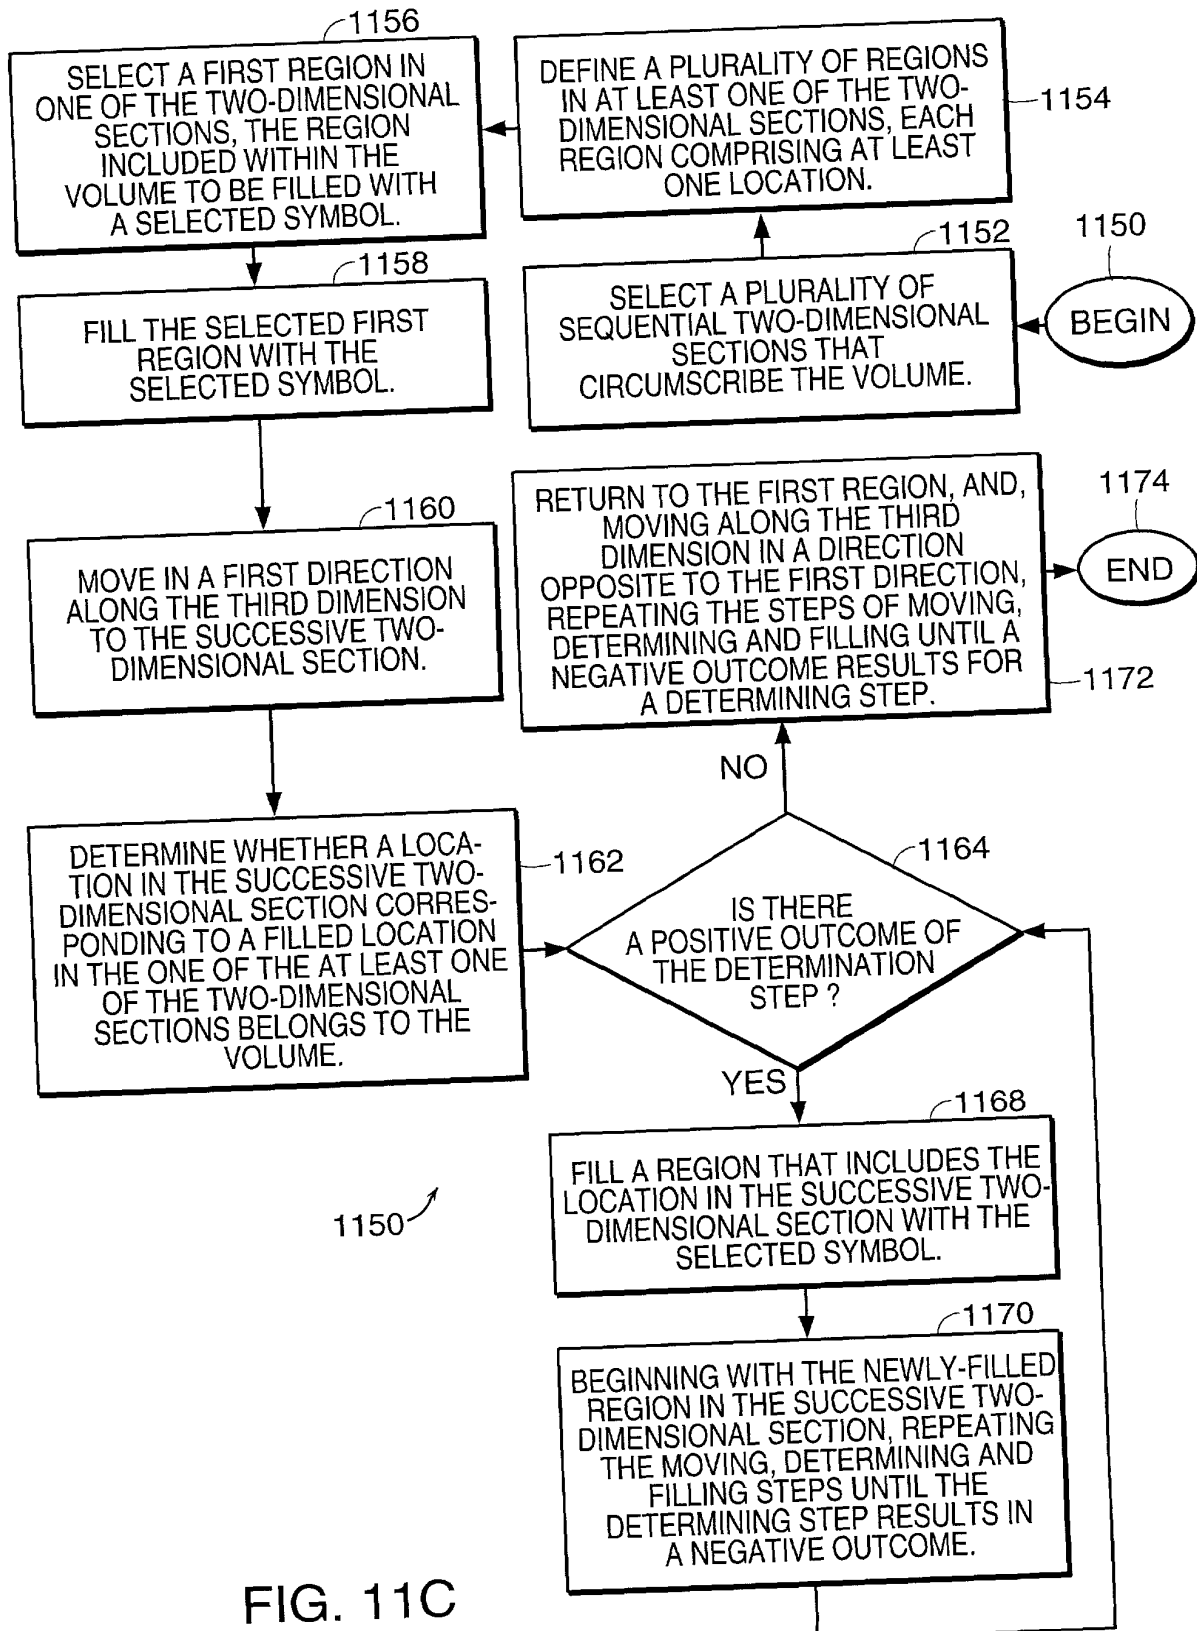 1150
BEGIN
1152
SELECT A PLURALITY OF
SEQUENTIAL TWO-DIMENSIONAL
SECTIONS THAT
CIRCUMSCRIBE THE VOLUME.
1154
DEFINE A PLURALITY OF REGIONS
IN AT LEAST ONE OF THE TWO-
DIMENSIONAL SECTIONS, EACH
REGION COMPRISING AT LEAST
ONE LOCATION.
1156
SELECT A FIRST REGION IN
ONE OF THE TWO-DIMENSIONAL
SECTIONS, THE REGION
INCLUDED WITHIN THE
VOLUME TO BE FILLED WITH
A SELECTED SYMBOL.
1158
FILL THE SELECTED FIRST
REGION WITH THE
SELECTED SYMBOL.
1160
MOVE IN A FIRST DIRECTION
ALONG THE THIRD DIMENSION
TO THE SUCCESSIVE TWO-
DIMENSIONAL SECTION.
1162
DETERMINE WHETHER A LOCA-
TION IN THE SUCCESSIVE TWO-
DIMENSIONAL SECTION CORRES-
PONDING TO A FILLED LOCATION
IN THE ONE OF THE AT LEAST ONE
OF THE TWO-DIMENSIONAL
SECTIONS BELONGS TO THE
VOLUME.
1164
IS THERE
A POSITIVE OUTCOME OF
THE DETERMINATION
STEP ?
NO
RETURN TO THE FIRST REGION, AND,
MOVING ALONG THE THIRD
DIMENSION IN A DIRECTION
OPPOSITE TO THE FIRST DIRECTION,
REPEATING THE STEPS OF MOVING,
DETERMINING AND FILLING UNTIL A
NEGATIVE OUTCOME RESULTS FOR
A DETERMINING STEP.
1172
1174
END
YES
1168
FILL A REGION THAT INCLUDES THE
LOCATION IN THE SUCCESSIVE TWO-
DIMENSIONAL SECTION WITH THE
SELECTED SYMBOL.
1170
BEGINNING WITH THE NEWLY-FILLED
REGION IN THE SUCCESSIVE TWO-
DIMENSIONAL SECTION, REPEATING
THE MOVING, DETERMINING AND
FILLING STEPS UNTIL THE
DETERMINING STEP RESULTS IN
A NEGATIVE OUTCOME.
1150
FIG. 11C